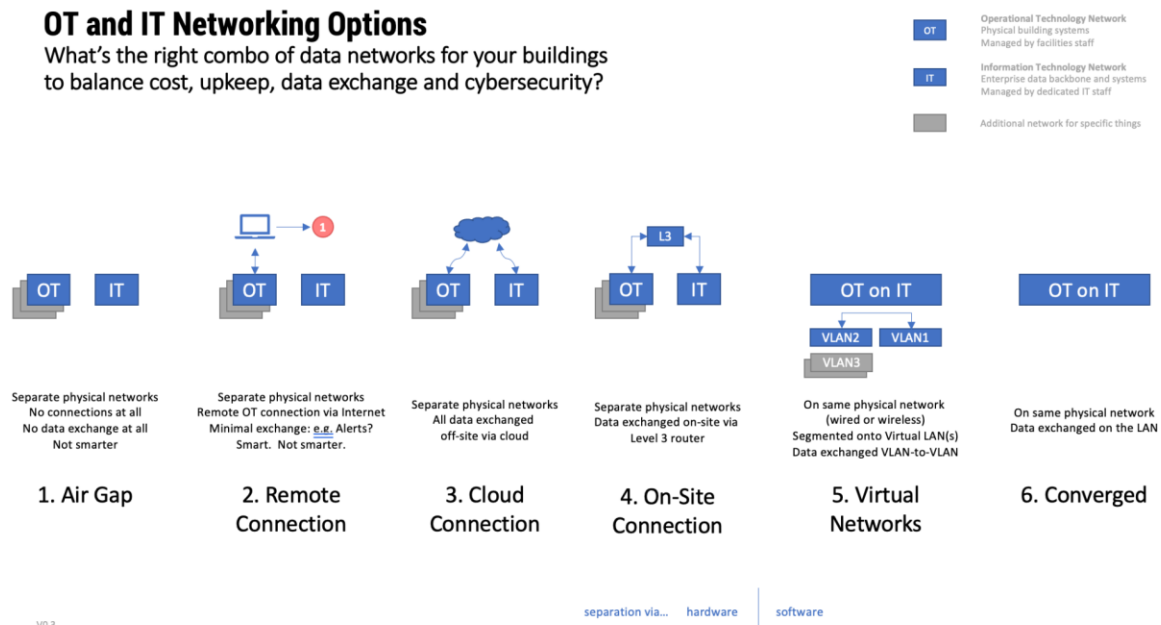 OT and IT Networking Options
What's the right combo of data networks for your buildings
to balance cost, upkeep, data exchange and cybersecurity?
OT
Operational Technology Network
Physical building systems
Managed by facilities staff
IT
Information Technology Network
Enterprise data backbone and systems
Managed by dedicated IT staff
Additional network for specific things
OT
IT
Separate physical networks
No connections at all
No data exchange at all
Not smarter
1. Air Gap
1
OT
IT
Separate physical networks
Remote OT connection via Internet
Minimal exchange: e.g. Alerts?
Smart. Not smarter.
2. Remote
Connection
OT
IT
Separate physical networks
All data exchanged
off-site via cloud
3. Cloud
Connection
L3
OT
IT
Separate physical networks
Data exchanged on-site via
Level 3 router
4. On-Site
Connection
OT on IT
VLAN2
VLAN1
VLAN3
On same physical network
(wired or wireless)
Segmented onto Virtual LAN(s)
Data exchanged VLAN-to-VLAN
5. Virtual
Networks
OT on IT
On same physical network
Data exchanged on the LAN
6. Converged
separation via... hardware software